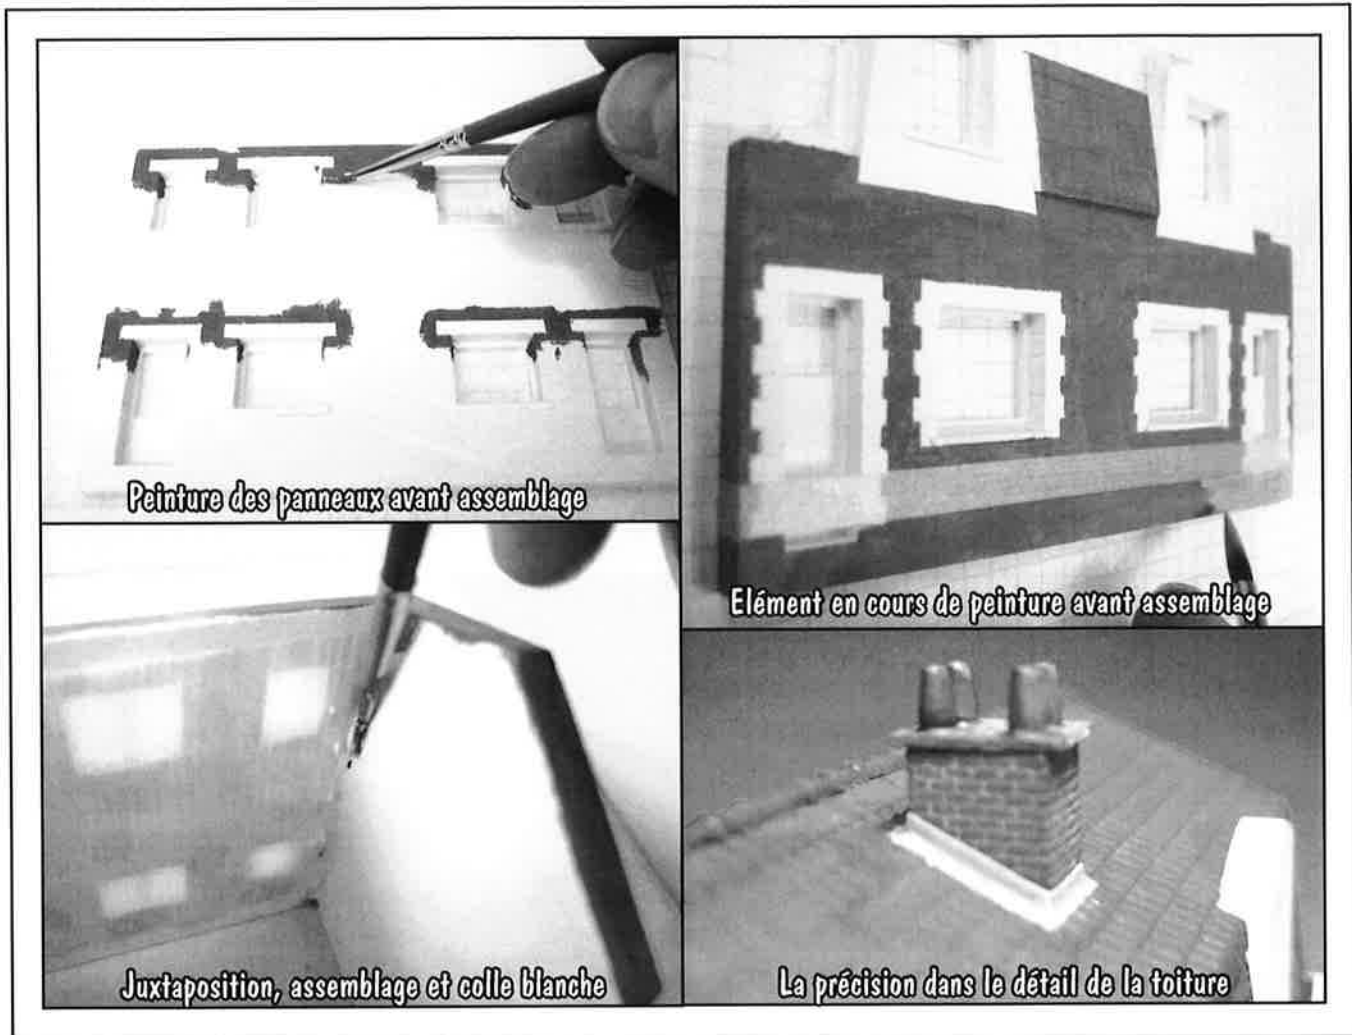 Peinture des panneaux avant assemblage
Elément en cours de peinture avant assemblage
Juxtaposition, assemblage et colle blanche
La précision dans le détail de la toiture